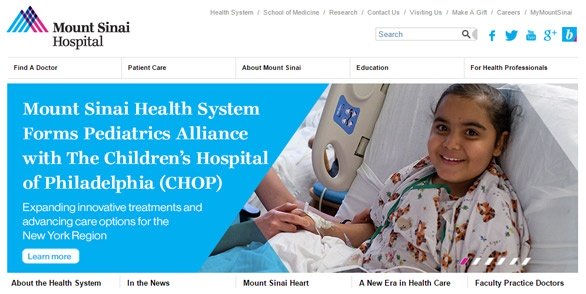 Health System / School of Medicine / Research / Contact Us / Visiting Us / Make A Gift / Careers / MyMountSinai
Mount Sinai
Hospital
Search
f You Tube g+ b
Find A Doctor Patient Care About Mount Sinai Education For Health Professionals
Mount Sinai Health System
Forms Pediatrics Alliance
with The Children's Hospital
of Philadelphia (CHOP)
Expanding innovative treatments and
advancing care options for the
New York Region
Learn more
About the Health System In the News Mount Sinai Heart A New Era in Health Care Faculty Practice Doctors